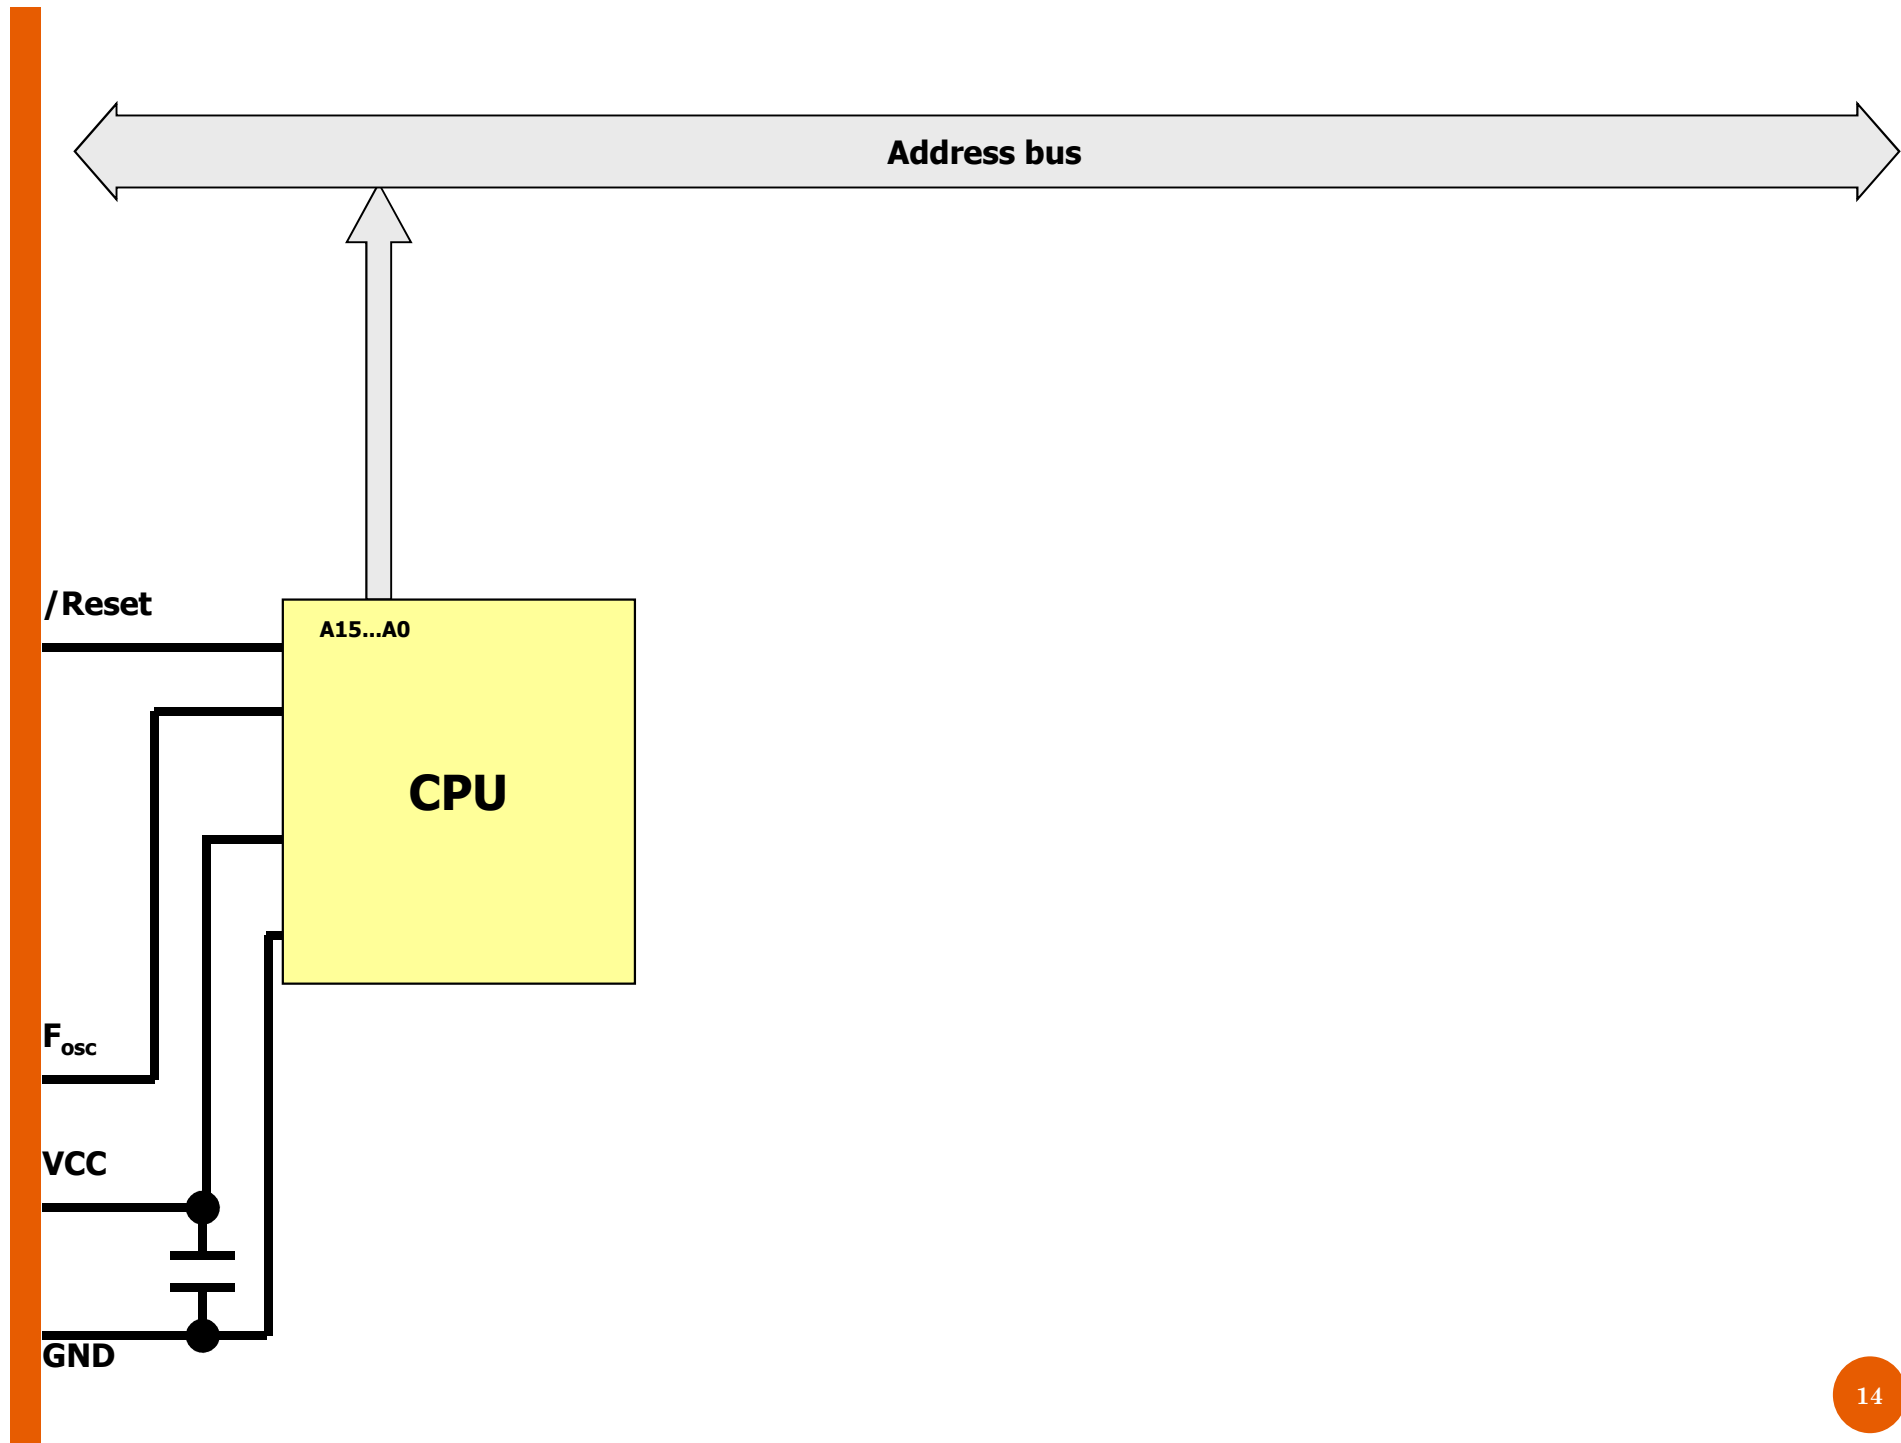 Address bus
/Reset
A15...A0
CPU
Fosc
VCC
GND
14